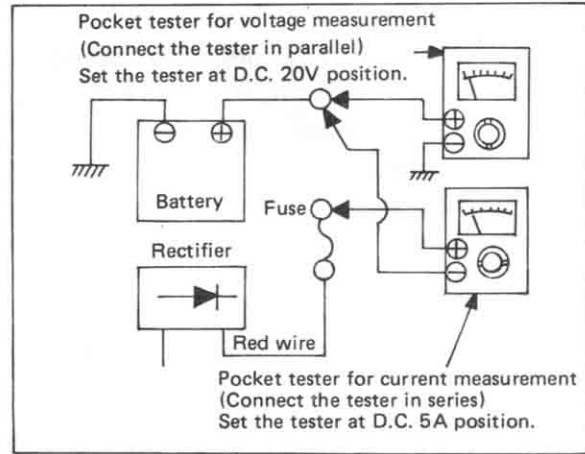 Pocket tester for voltage measurement
(Connect the tester in parallel)
Set the tester at D.C. 20V position.
Battery
Fuse
Rectifier
Red wire
Pocket tester for current measurement
(Connect the tester in series)
Set the tester at D.C. 5A position.